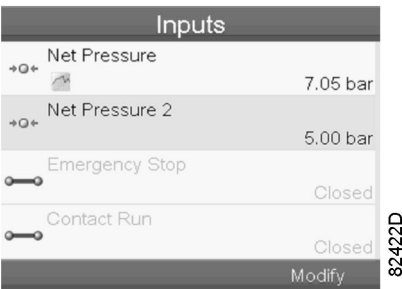 Inputs
Net Pressure
7.05 bar
Net Pressure 2
5.00 bar
Emergency Stop
Closed
Contact Run
Closed
Modify
82422D